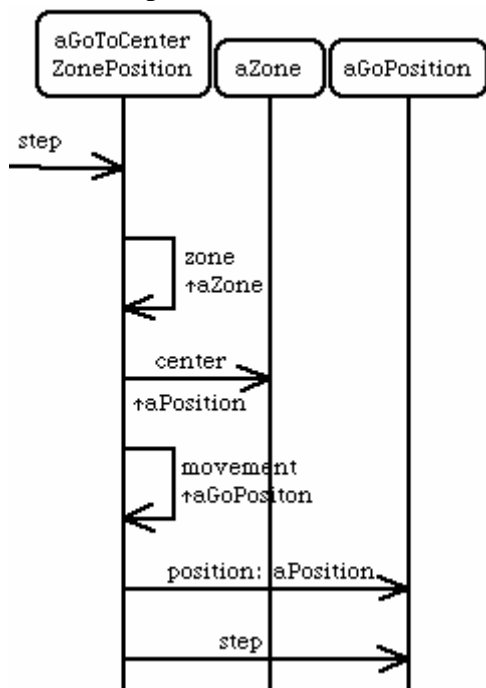 aGoToCenter
ZonePosition
aZone
aGoPosition
step
zone
↑aZone
center
↑aPosition
movement
↑aGoPositon
position: aPosition
step